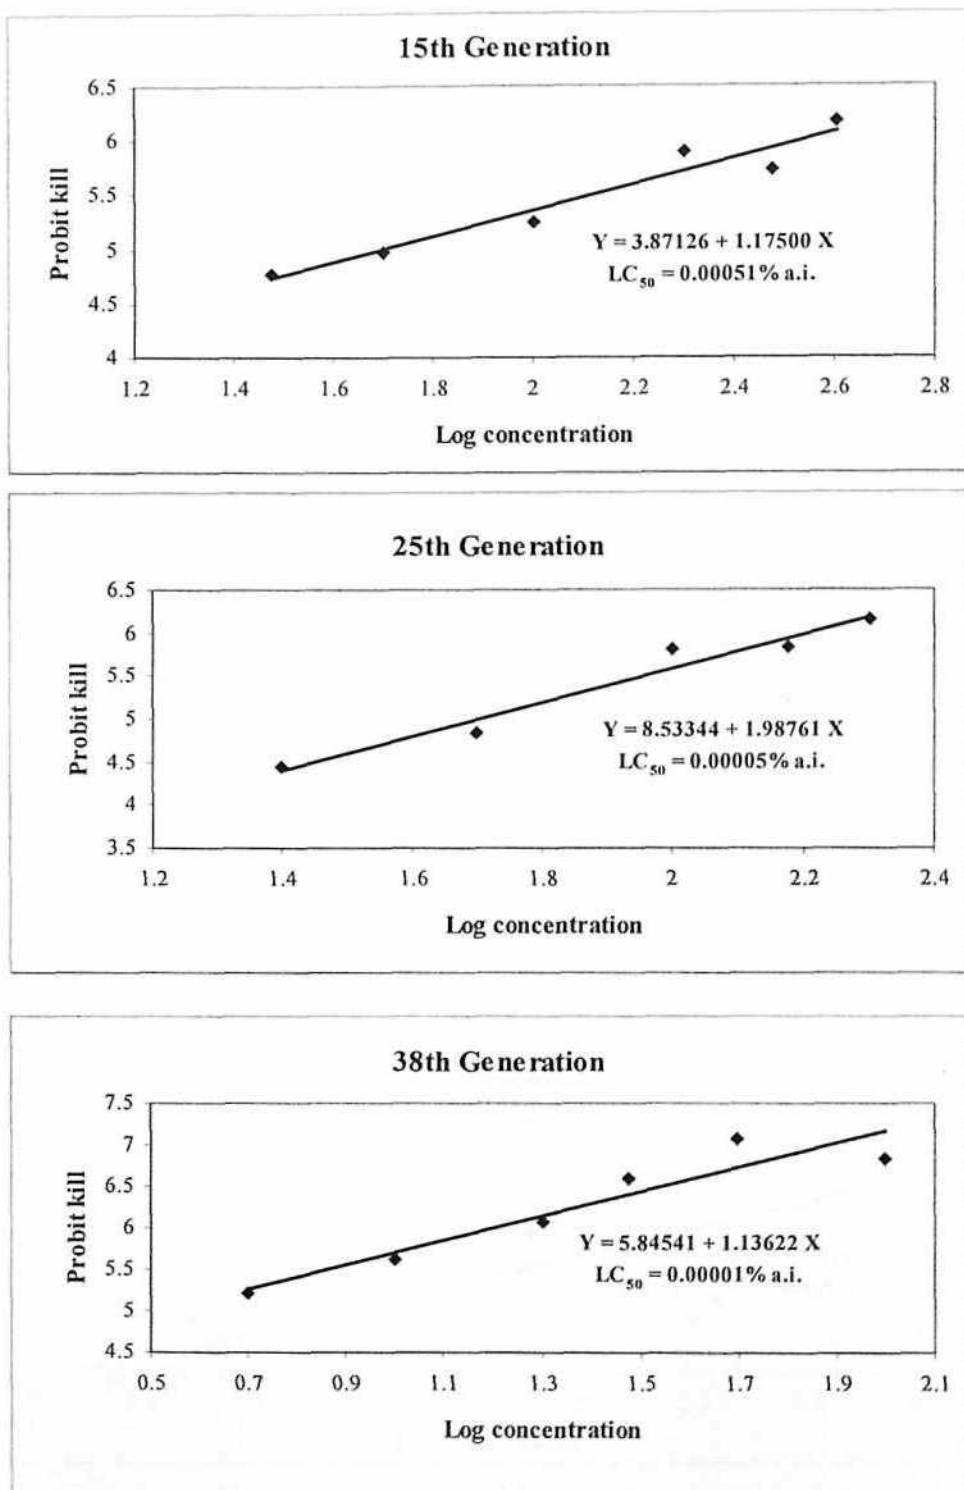 15th Generation
6.5
6
5.5
5
4.5
4
Probit kill
Y = 3.87126 + 1.17500 X
LC₅₀ = 0.00051% a.i.
1.2 1.4 1.6 1.8 2 2.2 2.4 2.6 2.8
Log concentration
25th Generation
6.5
6
5.5
5
4.5
4
3.5
Probit kill
Y = 8.53344 + 1.98761 X
LC₅₀ = 0.00005% a.i.
1.2 1.4 1.6 1.8 2 2.2 2.4
Log concentration
38th Generation
7.5
7
6.5
6
5.5
5
4.5
Probit kill
Y = 5.84541 + 1.13622 X
LC₅₀ = 0.00001% a.i.
0.5 0.7 0.9 1.1 1.3 1.5 1.7 1.9 2.1
Log concentration